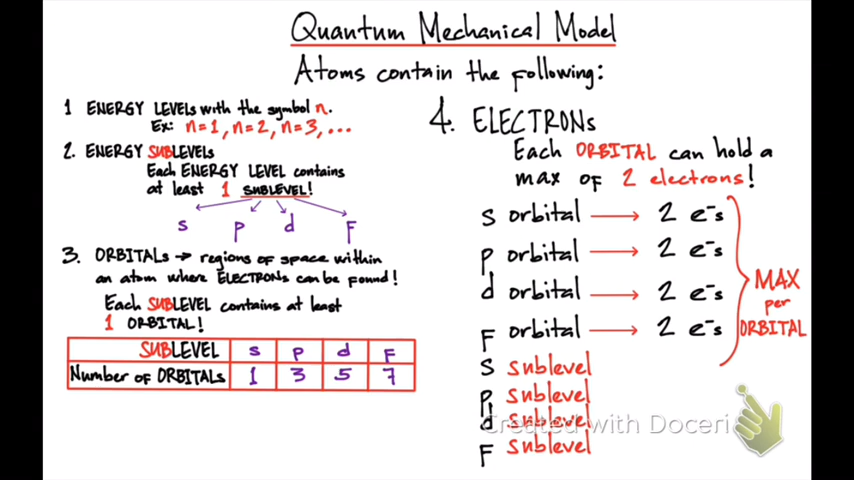 Quantum Mechanical Model
Atoms contain the following:
1 ENERGY LEVELs with the symbol n.
Ex: n=1, n=2, n=3, ...
2. ENERGY SUBLEVELs
Each ENERGY LEVEL contains
at least 1 SUBLEVEL!
s p d F
3. ORBITALs → regions of space within
an atom where ELECTRONs can be found!
Each SUBLEVEL contains at least
1 ORBITAL!
SUBLEVEL s p d F
Number of ORBITALs 1 3 5 7
4. ELECTRONs
Each ORBITAL can hold a
max of 2 electrons!
s orbital → 2 e⁻s
p orbital → 2 e⁻s
d orbital → 2 e⁻s
F orbital → 2 e⁻s
MAX
per
ORBITAL
s sublevel
p sublevel
d sublevel
F sublevel
Created with Doceri